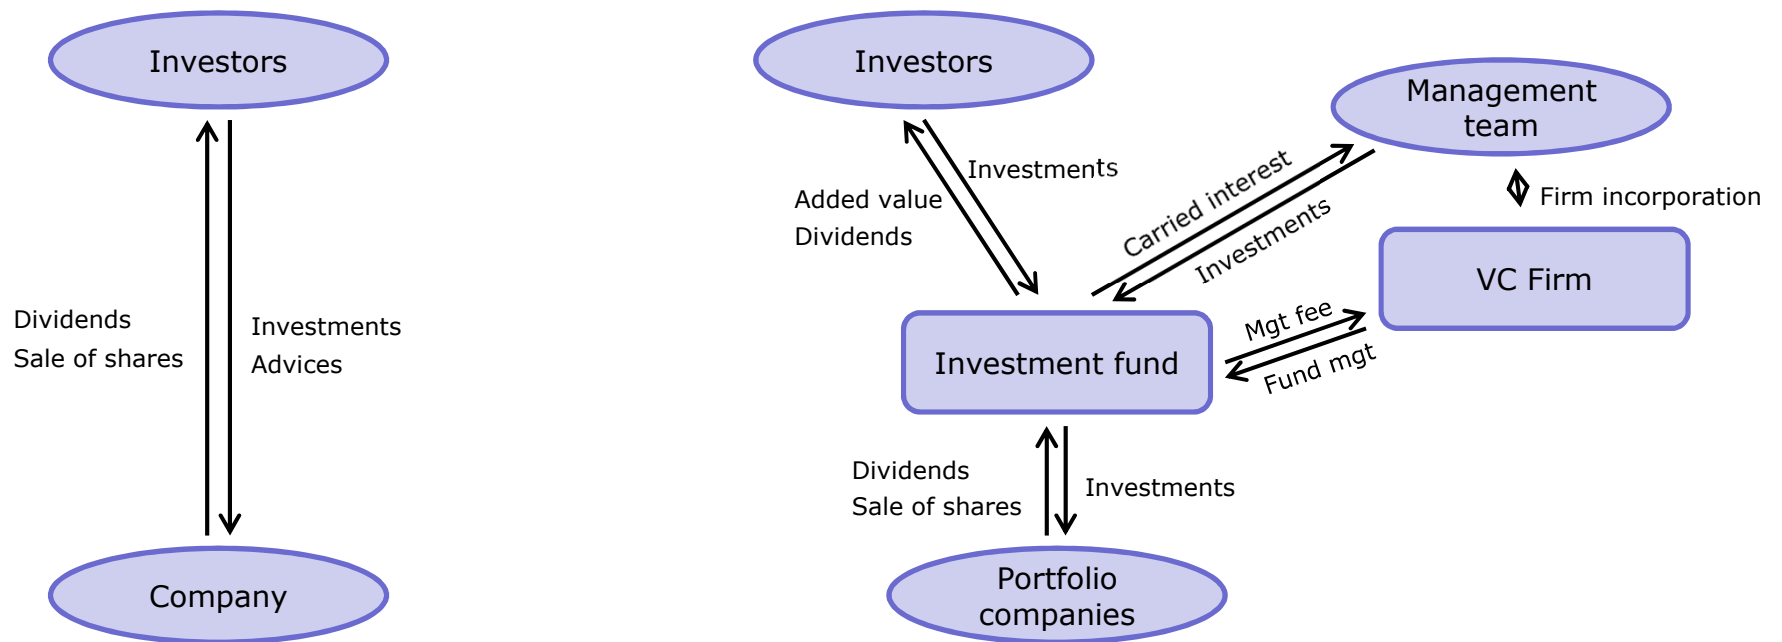 Investors
Dividends
Sale of shares
Investments
Advices
Company
Investors
Management
team
Investments
Added value
Dividends
Carried interest
Investments
Firm incorporation
VC Firm
Mgt fee
Fund mgt
Investment fund
Dividends
Sale of shares
Investments
Portfolio
companies